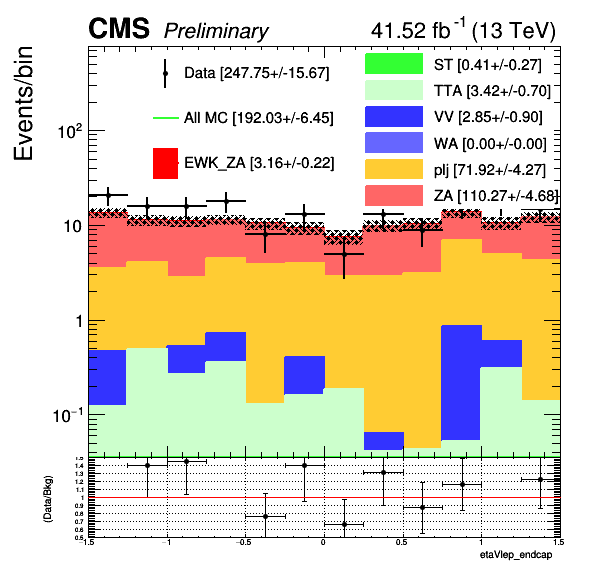 CMS Preliminary 41.52 fb⁻¹ (13 TeV)
Events/bin
Data [247.75+/-15.67]
All MC [192.03+/-6.45]
EWK_ZA [3.16+/-0.22]
ST [0.41+/-0.27]
TTA [3.42+/-0.70]
VV [2.85+/-0.90]
WA [0.00+/-0.00]
plj [71.92+/-4.27]
ZA [110.27+/-4.68]
10²
10
1
10⁻¹
(Data/Bkg)
1.5
1.4
1.3
1.2
1.1
1
0.9
0.8
0.7
0.6
0.5
-1.5 −1 -0.5 0 0.5 1 1.5
etaVlep_endcap